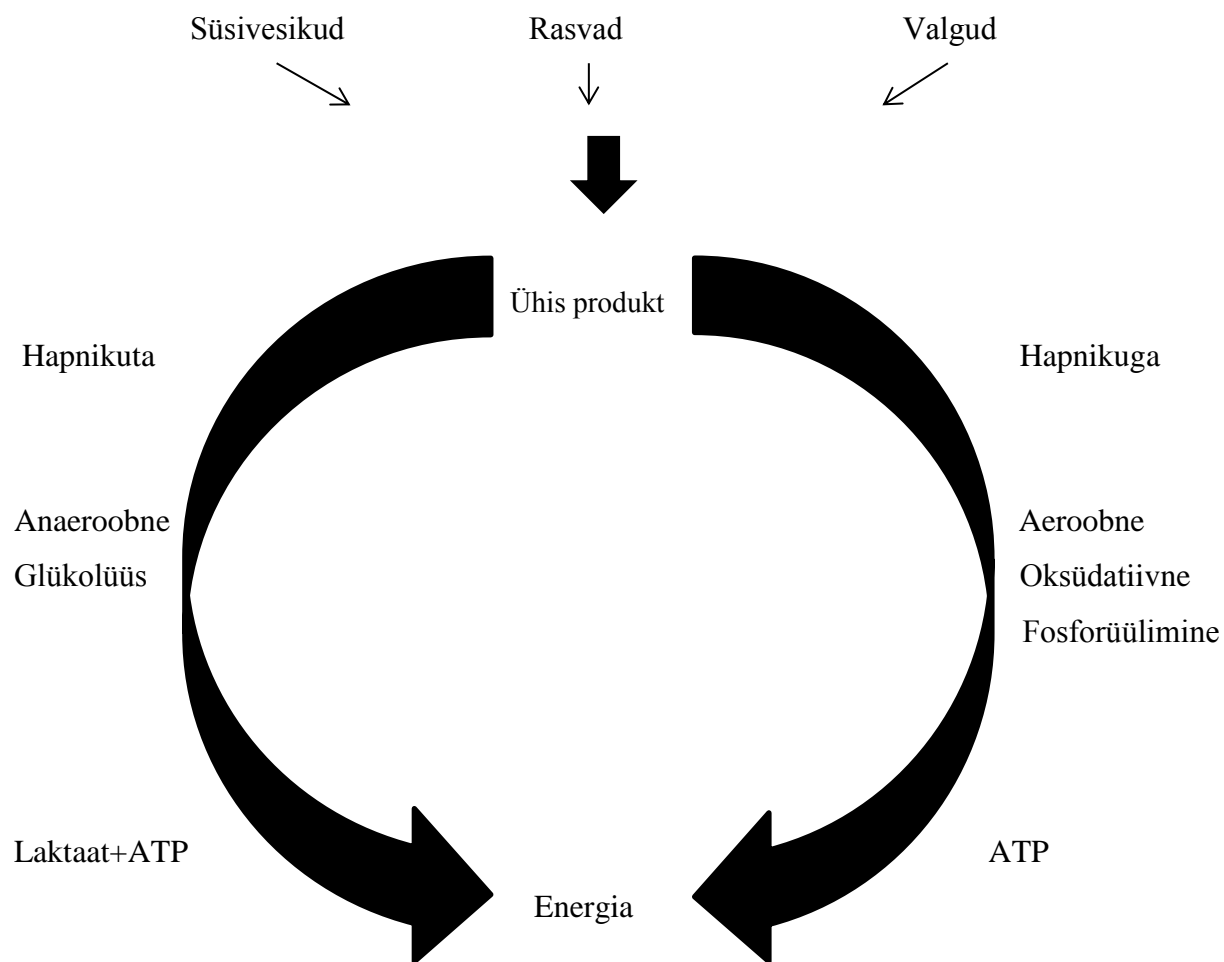 Süsivesikud
Rasvad
Valgud
Ühis produkt
Hapnikuta
Hapnikuga
Anaeroobne
Glükolüüs
Aeroobne
Oksüdatiivne
Fosforüülimine
Laktaat+ATP
ATP
Energia